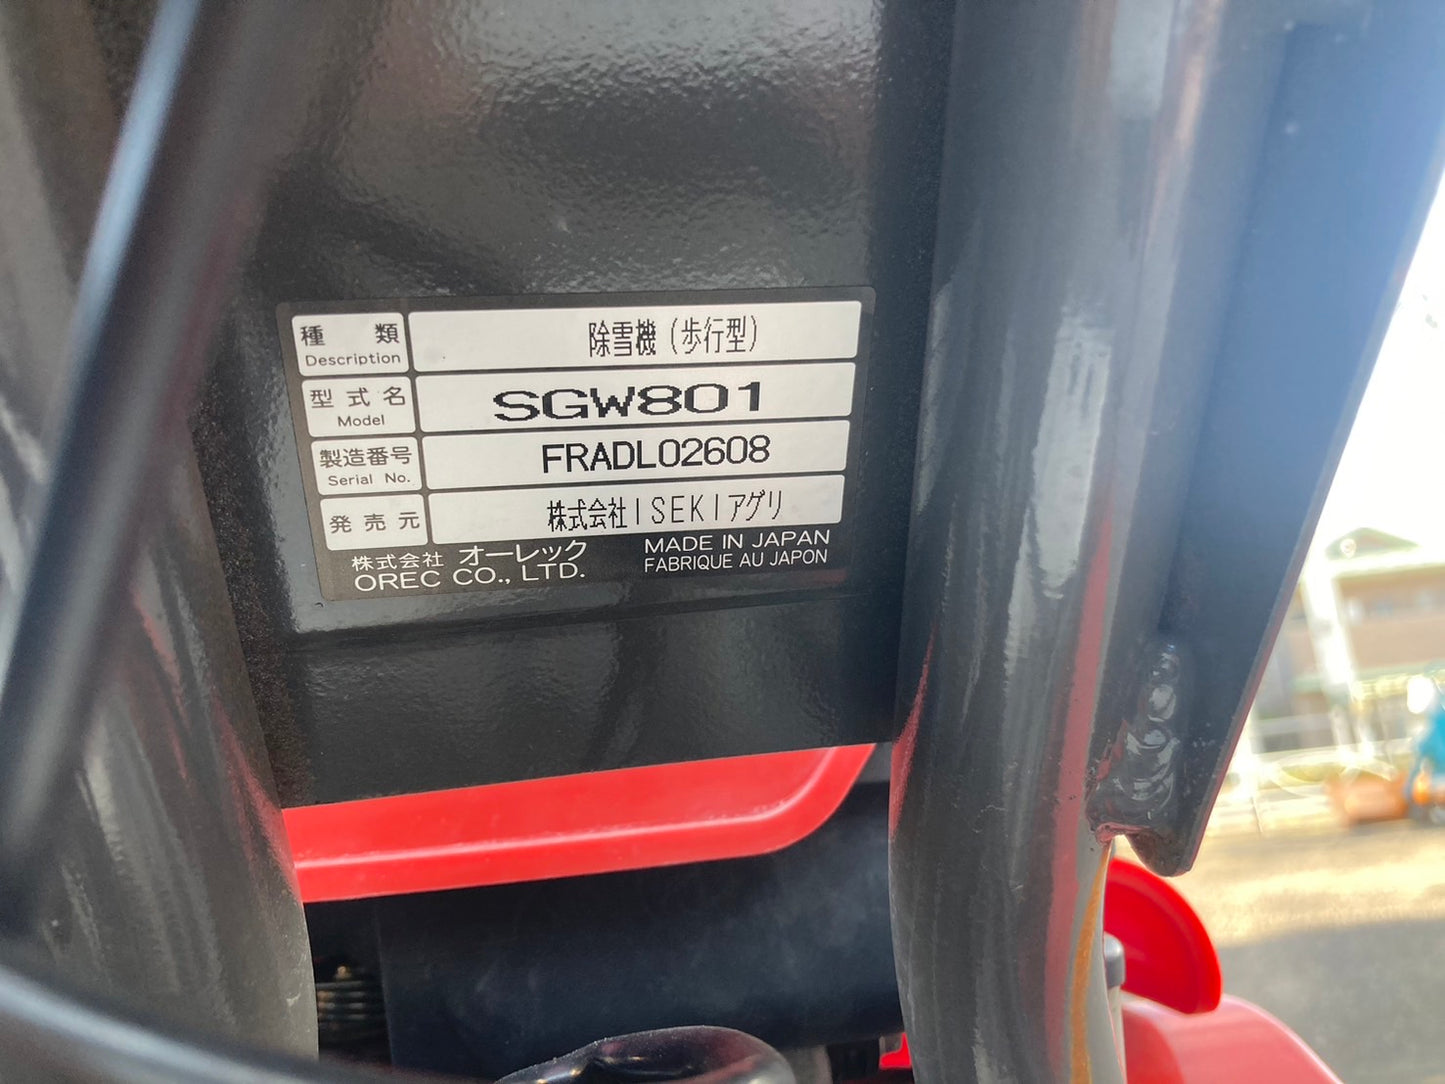 種類 除雪機(歩行型)
Description
型式名 SGW801
Model
製造番号 FRADL02608
Serial No.
発売元 株式会社ISEKIアグリ
株式会社 オーレック MADE IN JAPAN
OREC CO., LTD. FABRIQUE AU JAPON